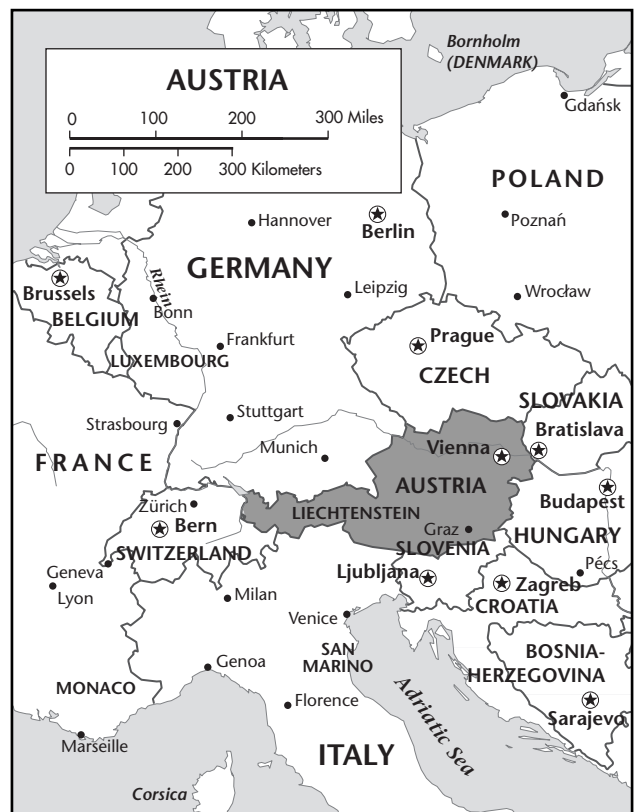 Bornholm
(DENMARK)
AUSTRIA
0 100 200 300 Miles
0 100 200 300 Kilometers
Gdańsk
POLAND
Hannover
Berlin
Poznań
GERMANY
Rhein
Brussels
Bonn
Leipzig
Wrocław
BELGIUM
Frankfurt
Prague
LUXEMBOURG
CZECH
SLOVAKIA
Strasbourg
Stuttgart
Bratislava
Munich
Vienna
FRANCE
AUSTRIA
Zürich
LIECHTENSTEIN
Budapest
Bern
Graz
HUNGARY
SWITZERLAND
SLOVENIA
Geneva
Ljubljana
Pécs
Lyon
Milan
Zagreb
CROATIA
Venice
SAN
MARINO
BOSNIA-
HERZEGOVINA
Genoa
MONACO
Florence
Adriatic Sea
Sarajevo
Marseille
ITALY
Corsica